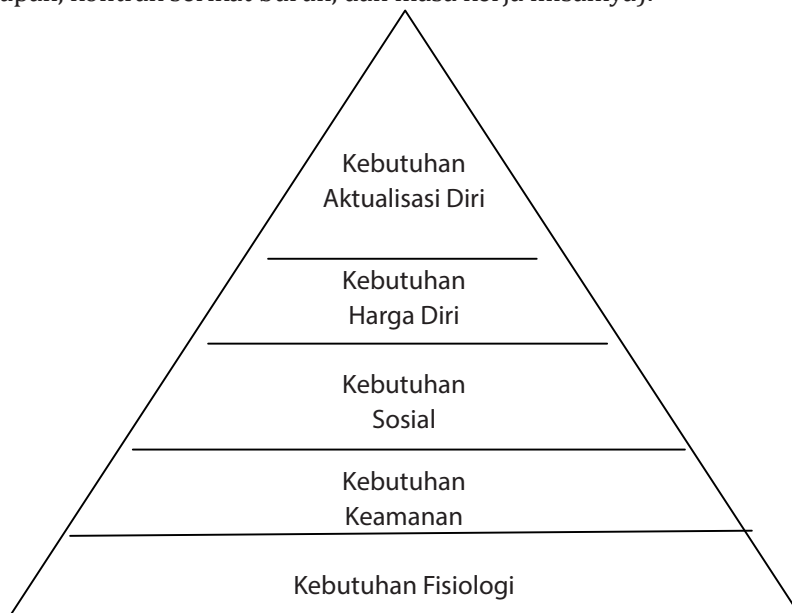 Kebutuhan
Aktualisasi Diri
Kebutuhan
Harga Diri
Kebutuhan
Sosial
Kebutuhan
Keamanan
Kebutuhan Fisiologi